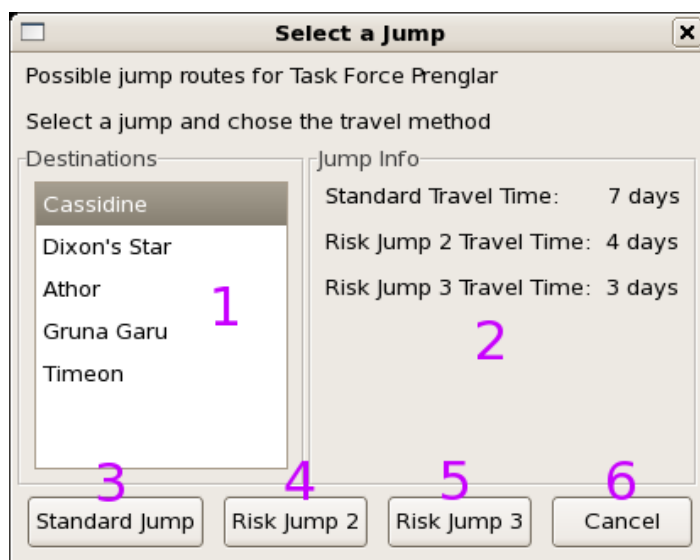 Select a Jump
Possible jump routes for Task Force Prenglar
Select a jump and chose the travel method
Destinations
Cassidine
Dixon's Star
Athor
Gruna Garu
Timeon
1
Jump Info
Standard Travel Time: 7 days
Risk Jump 2 Travel Time: 4 days
Risk Jump 3 Travel Time: 3 days
2
3 4 5 6
Standard Jump Risk Jump 2 Risk Jump 3 Cancel